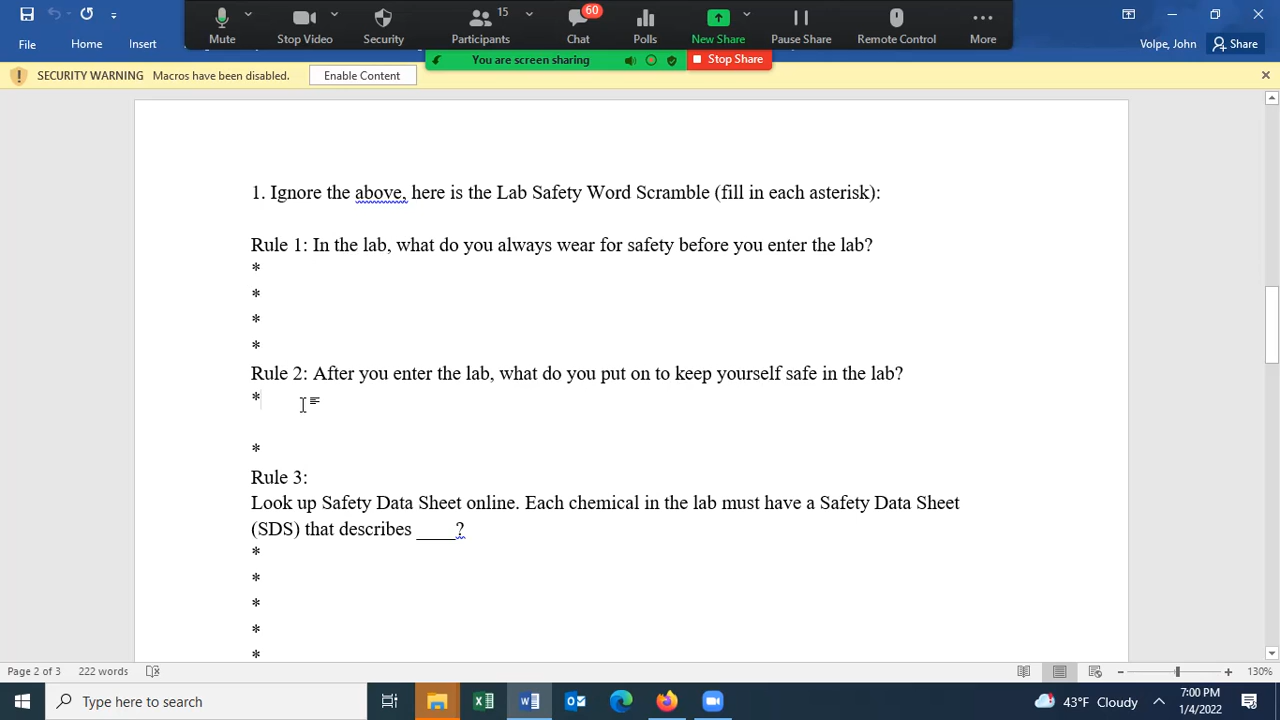 15
60
Mute
Stop Video
Security
Participants
Chat
Polls
New Share
Pause Share
Remote Control
More
File
Home
Insert
Volpe, John
Share
You are screen sharing
Stop Share
SECURITY WARNING Macros have been disabled.
Enable Content
1. Ignore the above, here is the Lab Safety Word Scramble (fill in each asterisk):
Rule 1: In the lab, what do you always wear for safety before you enter the lab?
*
*
*
*
Rule 2: After you enter the lab, what do you put on to keep yourself safe in the lab?
*
*
Rule 3:
Look up Safety Data Sheet online. Each chemical in the lab must have a Safety Data Sheet
(SDS) that describes ____?
*
*
*
*
*
Page 2 of 3
222 words
130%
Type here to search
43°F Cloudy
7:00 PM
1/4/2022